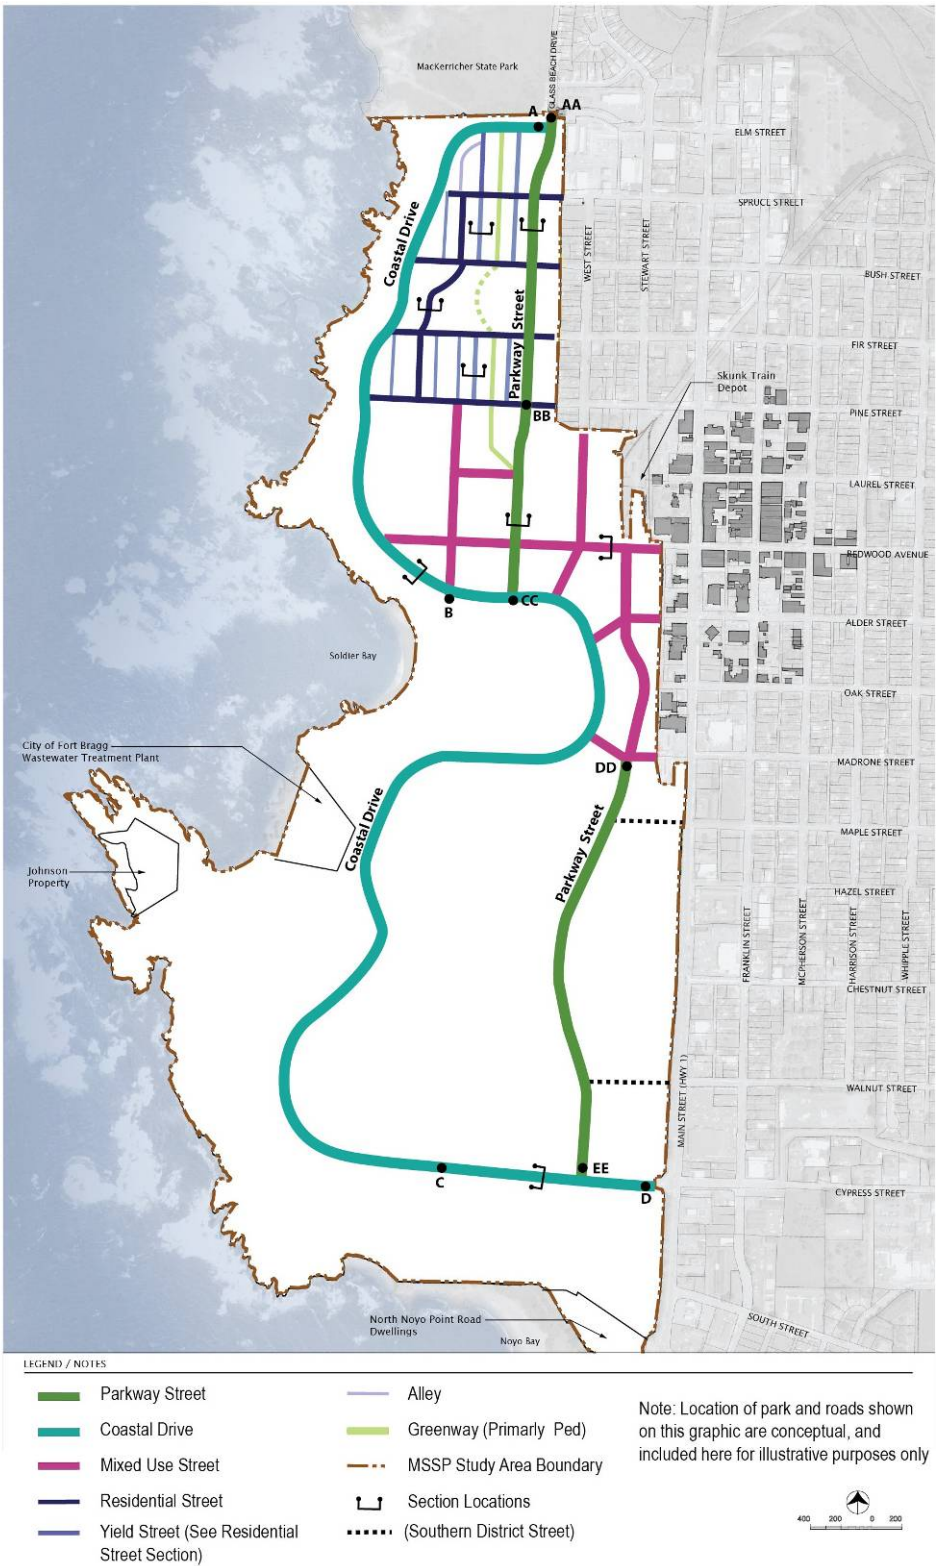 MacKerricher State Park
GLASS BEACH DRIVE
A
AA
ELM STREET
SPRUCE STREET
Coastal Drive
WEST STREET
STEWART STREET
BUSH STREET
Parkway Street
FIR STREET
Skunk Train
Depot
BB
PINE STREET
LAUREL STREET
REDWOOD AVENUE
B
CC
ALDER STREET
Soldier Bay
OAK STREET
City of Fort Bragg
Wastewater Treatment Plant
DD
MADRONE STREET
Coastal Drive
Parkway Street
MAPLE STREET
Johnson
Property
HAZEL STREET
FRANKLIN STREET
MCPHERSON STREET
HARRISON STREET
WHIPPLE STREET
CHESTNUT STREET
MAIN STREET (HWY 1)
WALNUT STREET
EE
C
D
CYPRESS STREET
North Noyo Point Road
Dwellings
Noyo Bay
SOUTH STREET
LEGEND / NOTES
Parkway Street
Coastal Drive
Mixed Use Street
Residential Street
Yield Street (See Residential
Street Section)
Alley
Greenway (Primarly Ped)
MSSP Study Area Boundary
Section Locations
(Southern District Street)
Note: Location of park and roads shown
on this graphic are conceptual, and
included here for illustrative purposes only
400 200 0 200